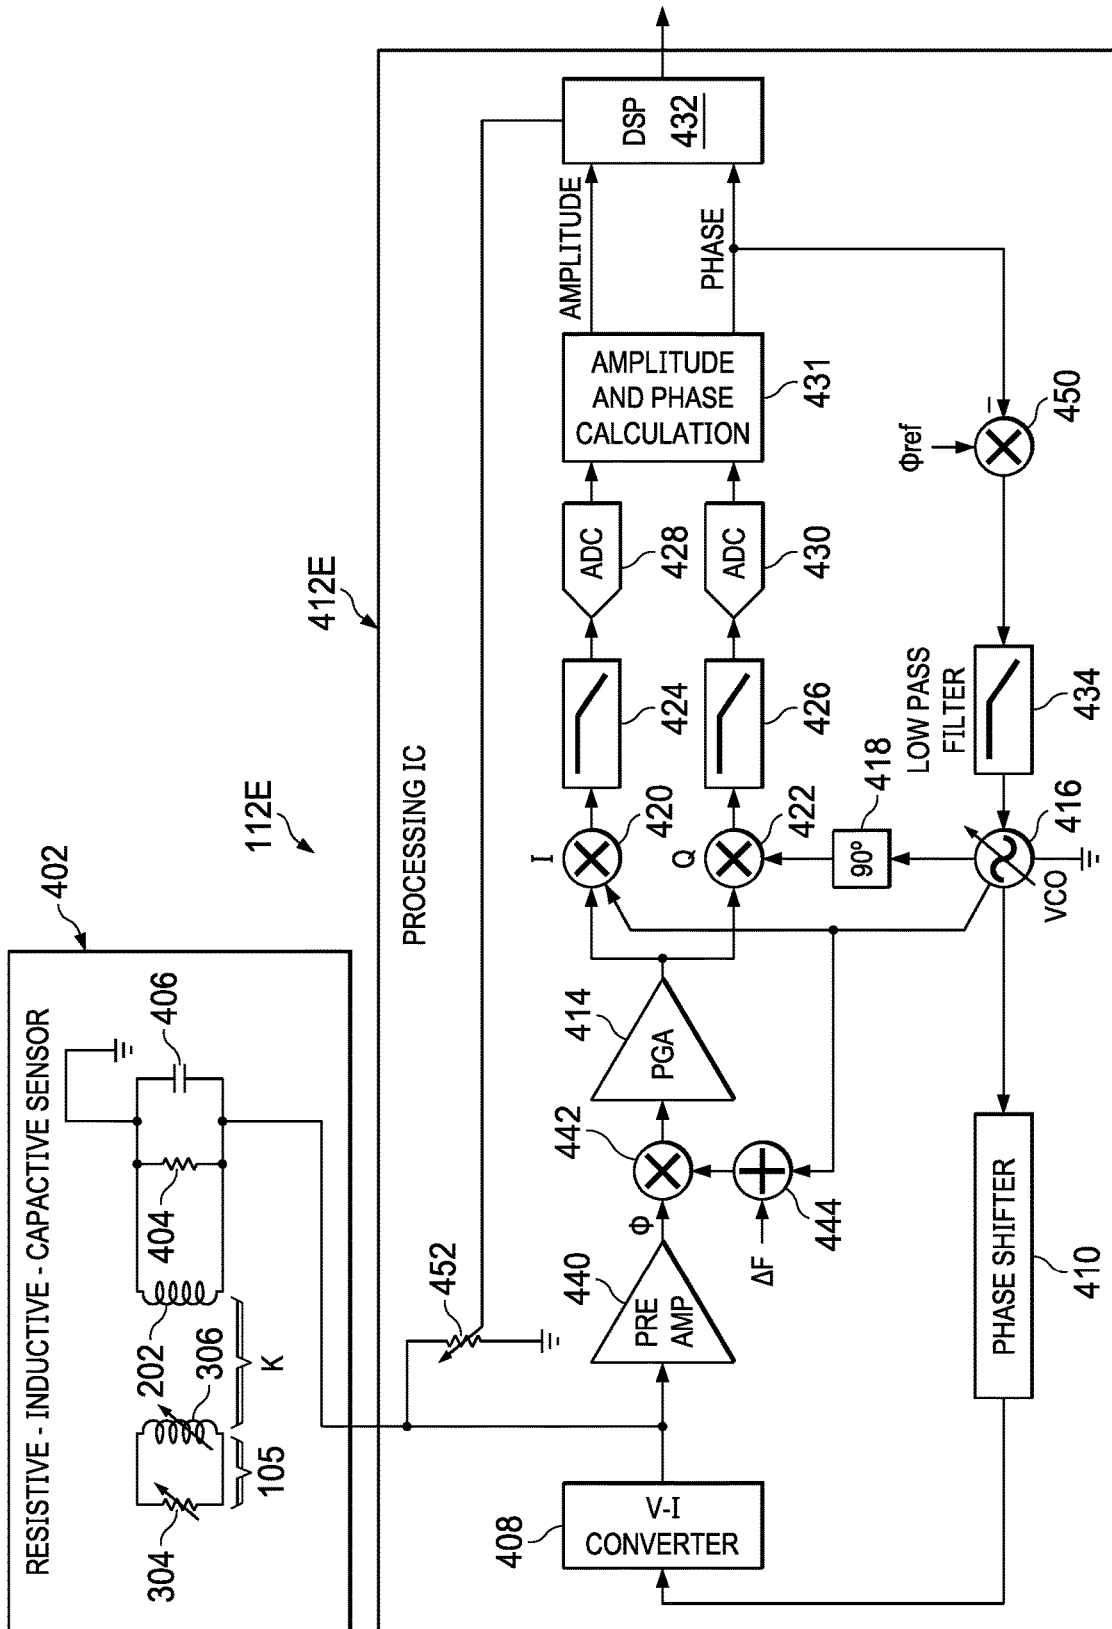 402
RESISTIVE - INDUCTIVE - CAPACTIVE SENSOR
304
105
306
202
K
404
406
112E
412E
PROCESSING IC
452
408
V-I
CONVERTER
440
PRE
AMP
Φ
442
ΔF
444
414
PGA
I
420
Q
422
424
426
ADC
428
ADC
430
AMPLITUDE
AND PHASE
CALCULATION
431
AMPLITUDE
PHASE
DSP
432
90º
418
VCO
416
LOW PASS
FILTER
434
Φref
−
450
PHASE SHIFTER
410